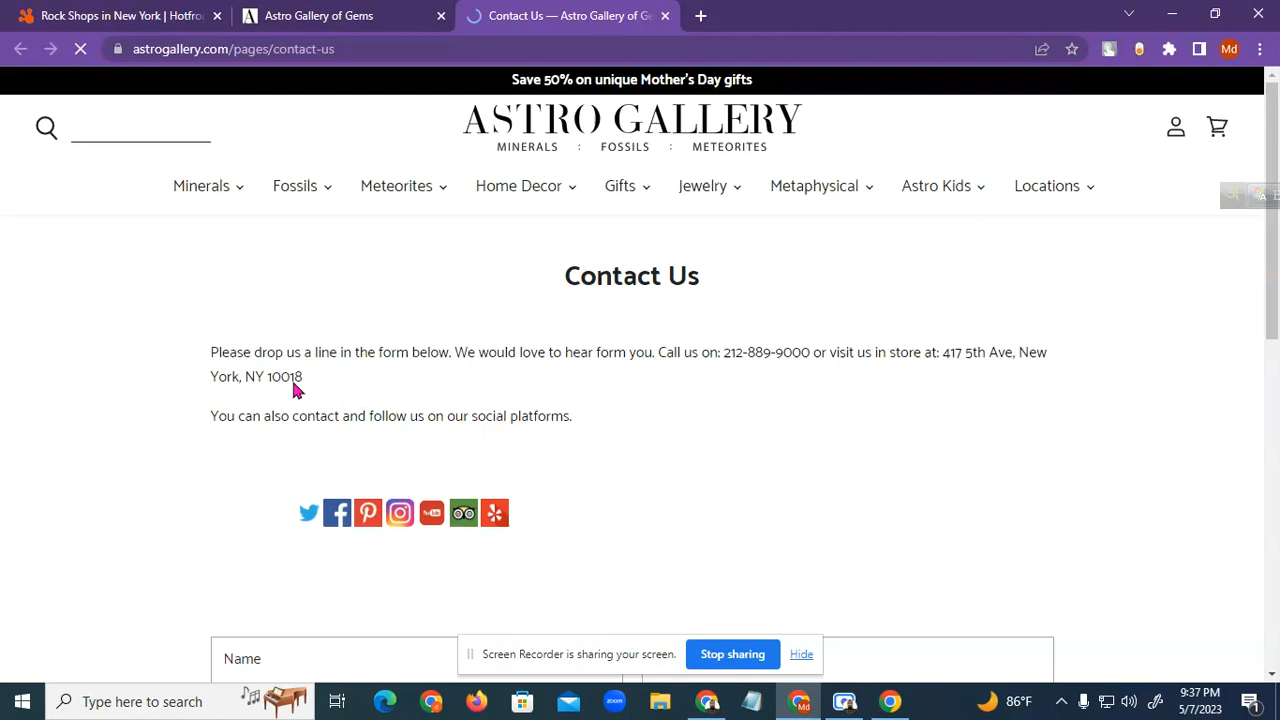 Rock Shops in New York | Hotfro
Astro Gallery of Gems
Contact Us — Astro Gallery of Ge
astrogallery.com/pages/contact-us
Md
Save 50% on unique Mother's Day gifts
ASTRO GALLERY
MINERALS : FOSSILS : METEORITES
Minerals Fossils Meteorites Home Decor Gifts Jewelry Metaphysical Astro Kids Locations
Contact Us
Please drop us a line in the form below. We would love to hear form you. Call us on: 212-889-9000 or visit us in store at: 417 5th Ave, New
York, NY 10018
You can also contact and follow us on our social platforms.
Name
Screen Recorder is sharing your screen. Stop sharing Hide
Type here to search
zoom
Md
86°F
9:37 PM
5/7/2023
1